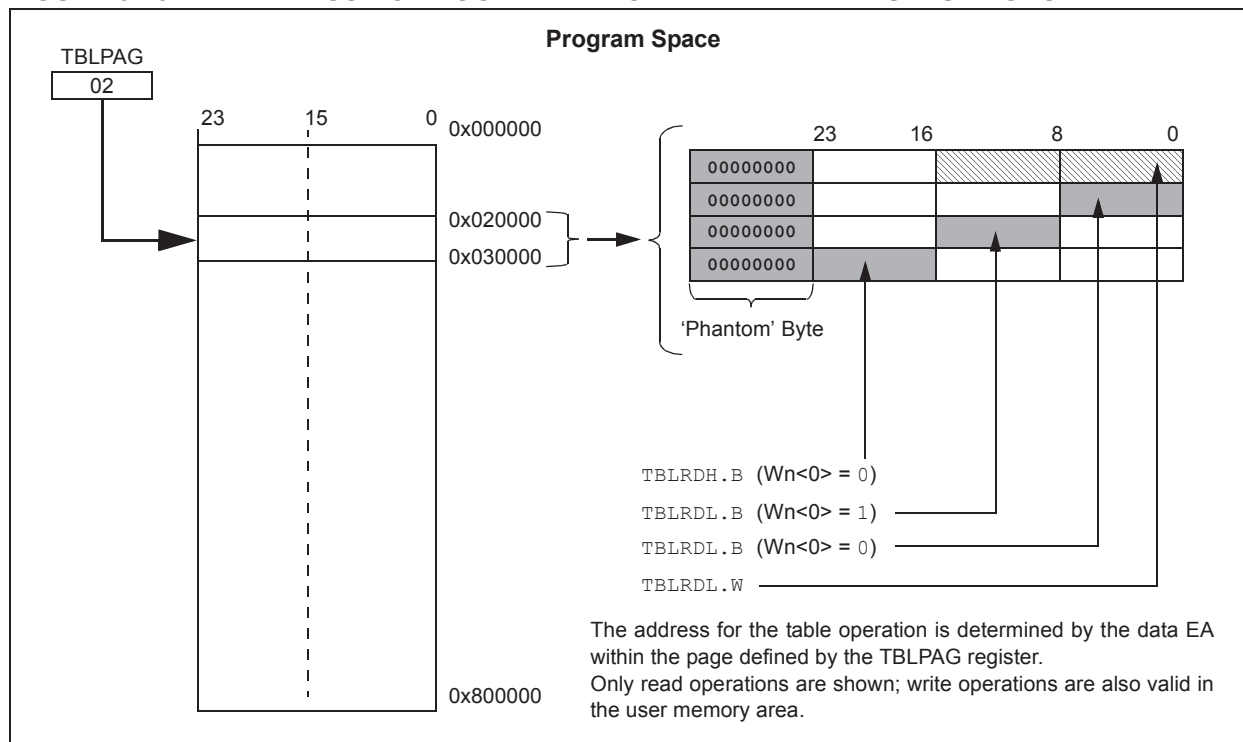 Program Space
TBLPAG
02
23 15 0
0x000000
0x020000
0x030000
0x800000
23 16 8 0
00000000
00000000
00000000
00000000
‘Phantom’ Byte
TBLRDH.B (Wn<0> = 0)
TBLRDL.B (Wn<0> = 1)
TBLRDL.B (Wn<0> = 0)
TBLRDL.W
The address for the table operation is determined by the data EA
within the page defined by the TBLPAG register.
Only read operations are shown; write operations are also valid in
the user memory area.